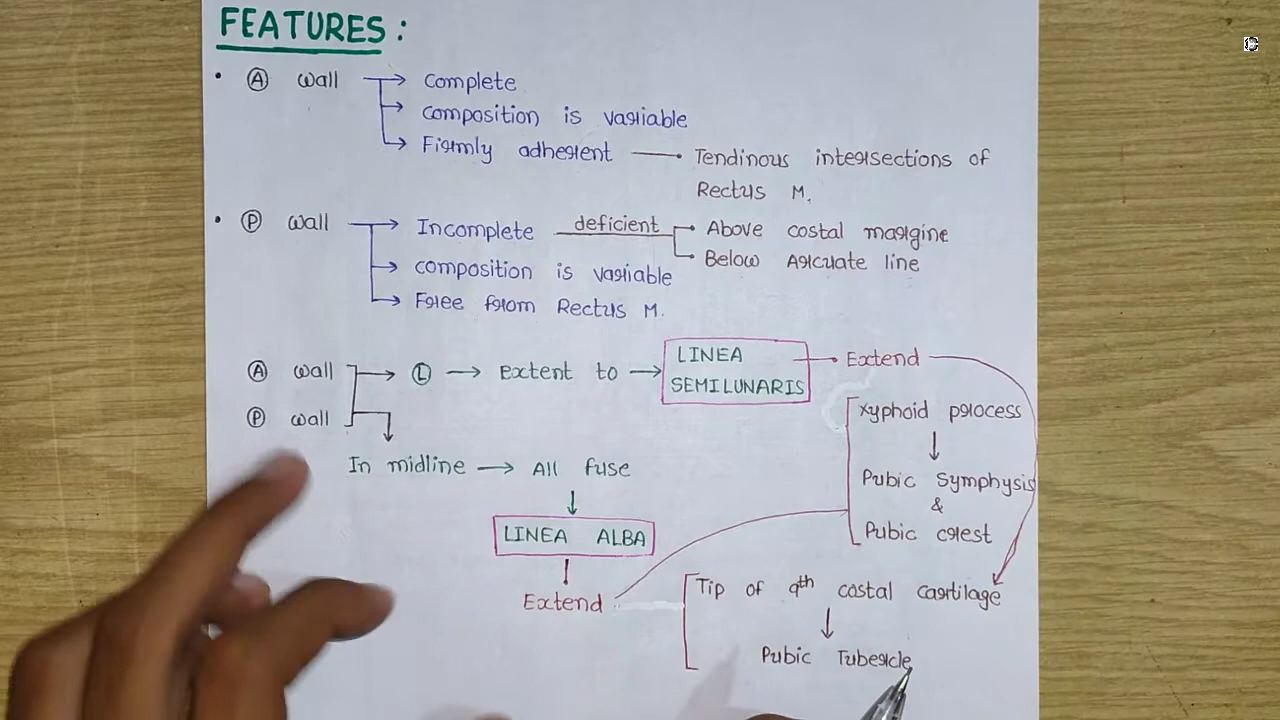 FEATURES :
• Ⓐ wall → complete
→ composition is variable
→ Firmly adherent — Tendinous intersections of
Rectus M.
• Ⓟ wall → Incomplete deficient Above costal margine
Below Arcuate line
→ composition is variable
→ Free from Rectus M.
Ⓐ wall → Ⓛ → extent to → LINEA SEMILUNARIS → Extend
Ⓟ wall
Xyphoid process
↓
Pubic Symphysis
&
Pubic crest
In midline → All fuse
↓
LINEA ALBA
Extend
Tip of 9th costal cartilage
↓
Pubic Tubercle